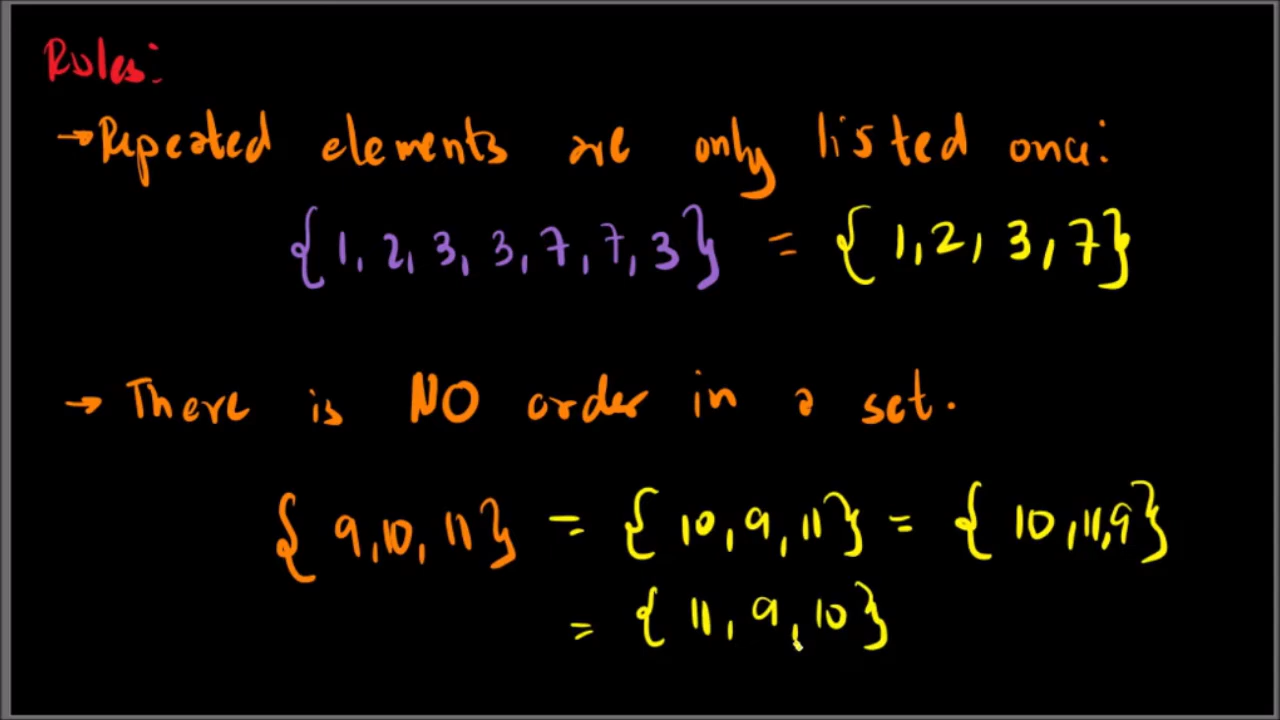 Rules:
→ Repeated elements are only listed once:
{1, 2, 3, 3, 7, 7, 3} = {1, 2, 3, 7}
→ There is NO order in a set.
{9, 10, 11} = {10, 9, 11} = {10, 11, 9}
= {11, 9, 10}